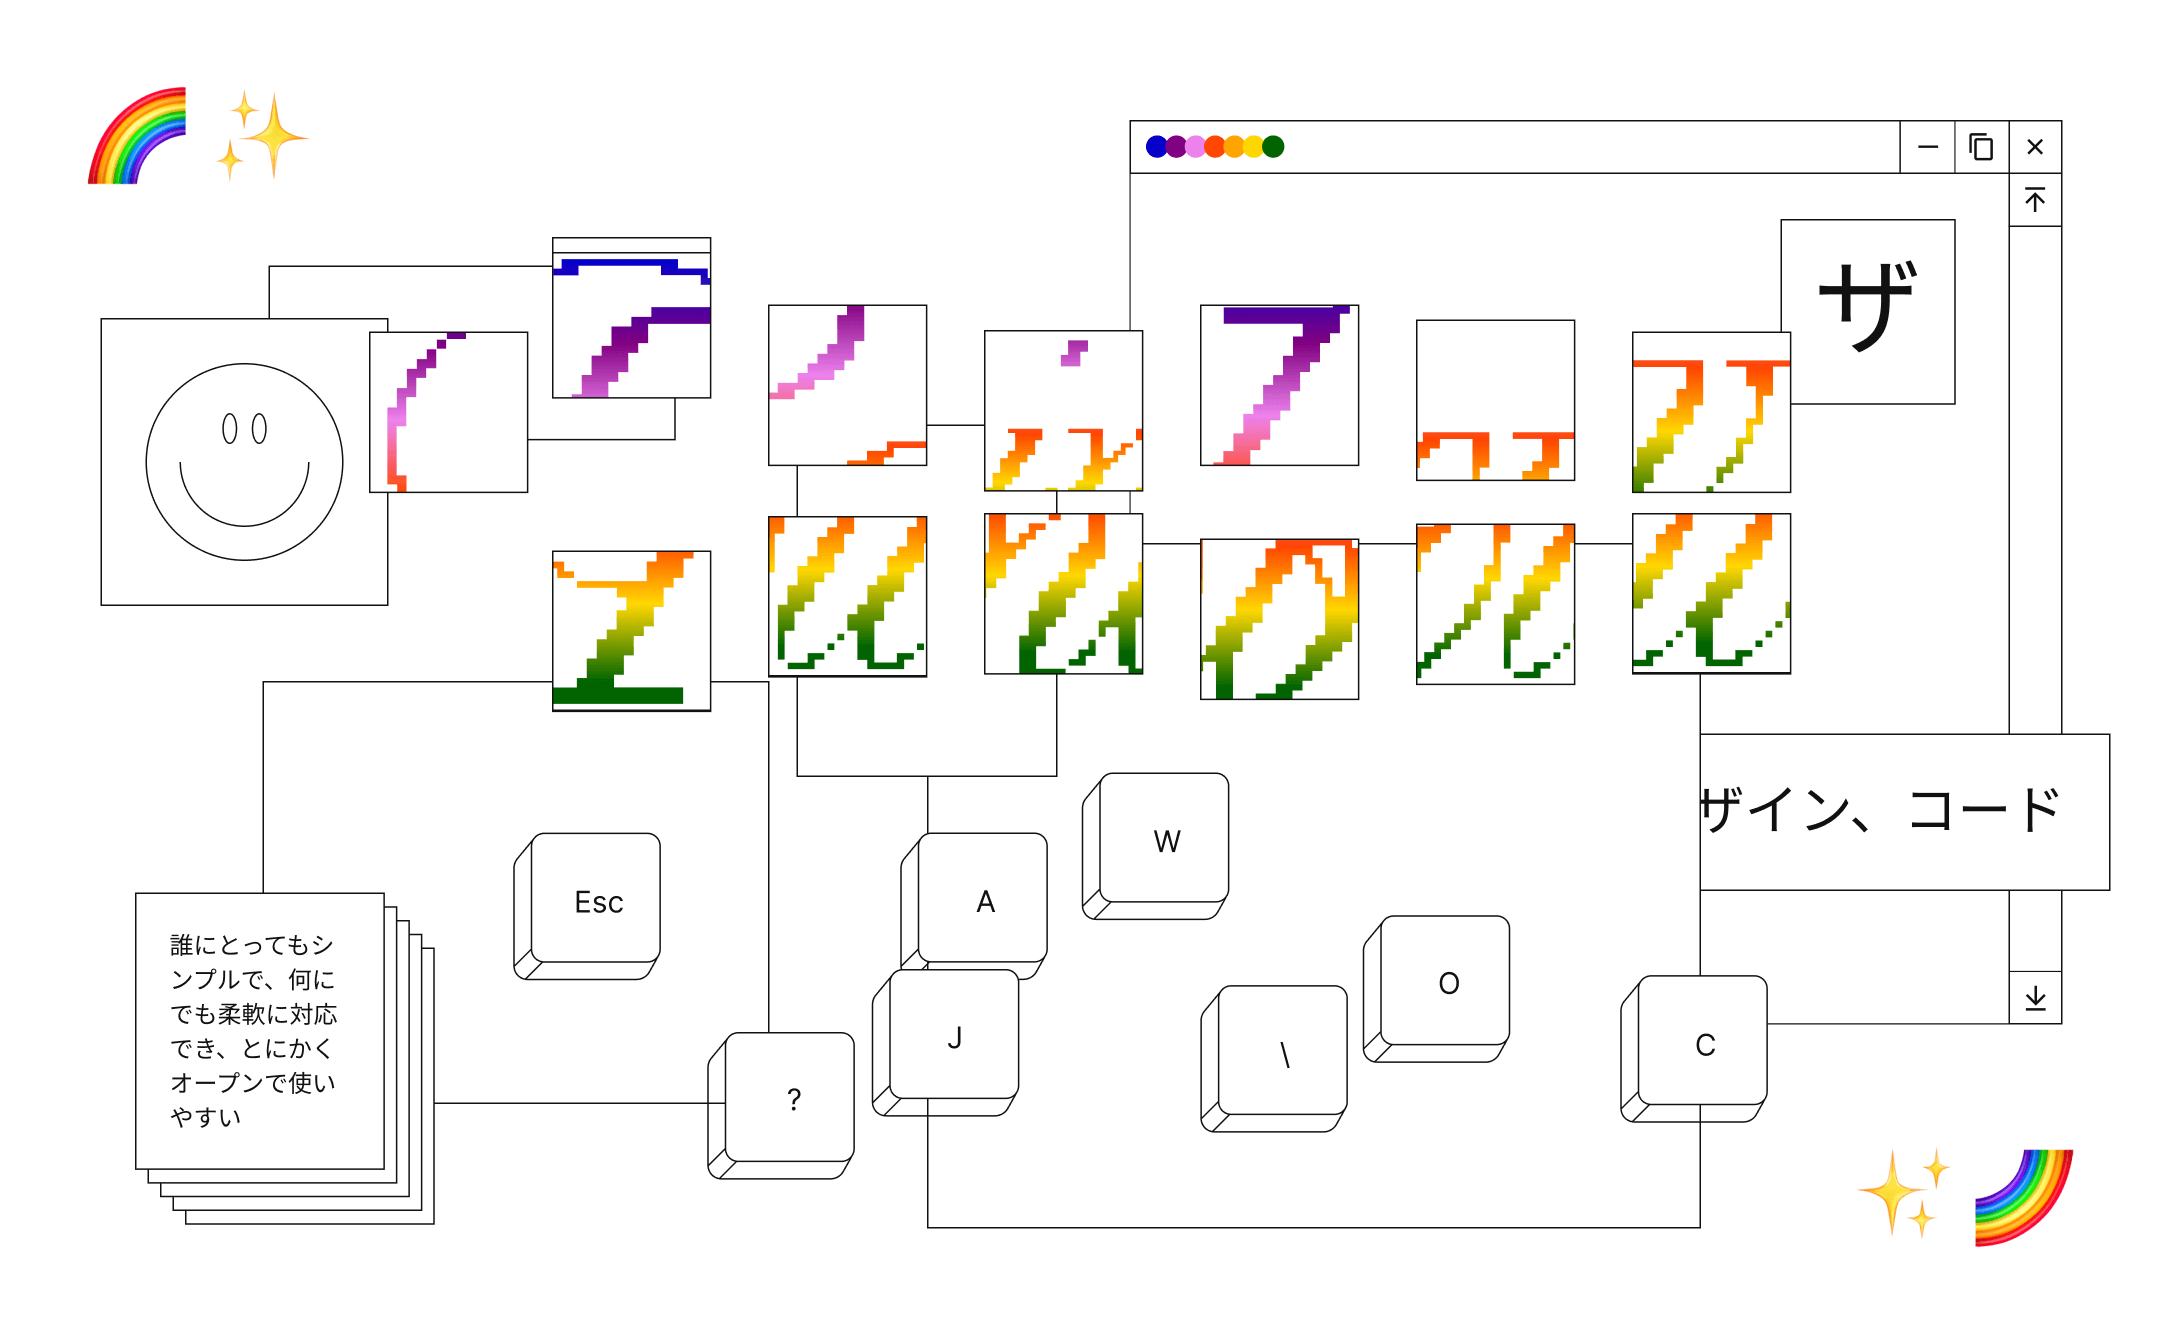 ザ
ザイン、コード
W
Esc
A
O
J
\
C
?
誰にとってもシ
ンプルで、何に
でも柔軟に対応
でき、とにかく
オープンで使い
やすい